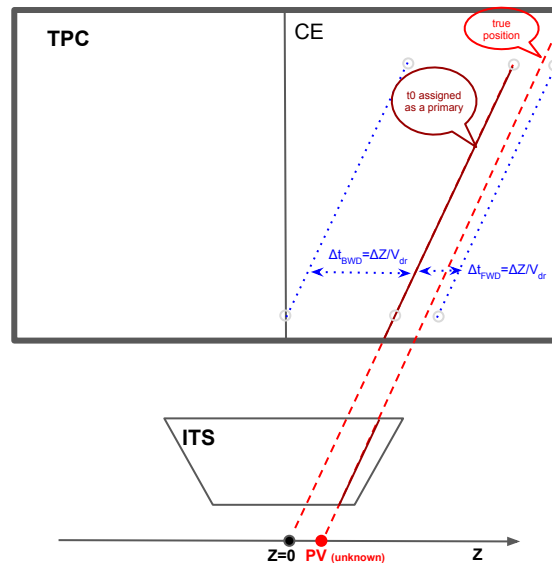 TPC
CE
true
position
t0 assigned
as a primary
Δt_BWD=ΔZ/V_dr
Δt_FWD=ΔZ/V_dr
ITS
Z=0 PV (unknown) Z